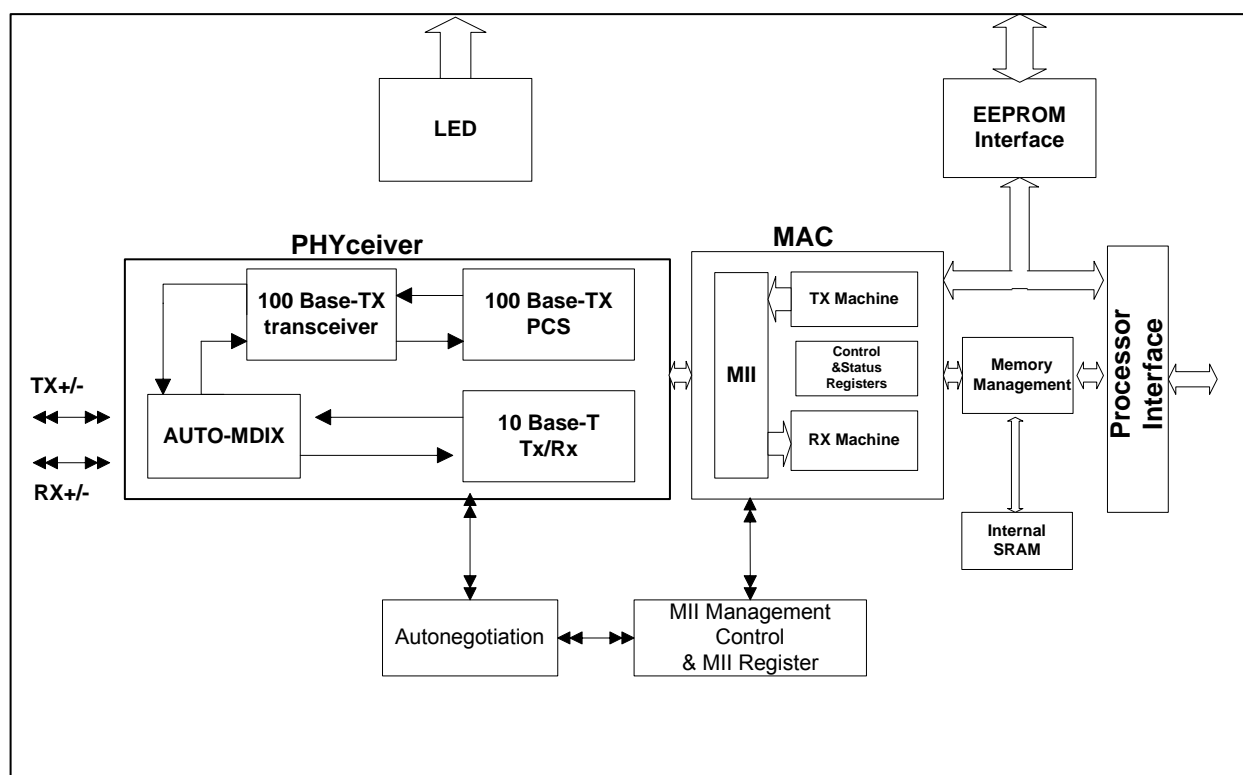 LED
EEPROM
Interface
PHYceiver
MAC
100 Base-TX
transceiver
100 Base-TX
PCS
MII
TX Machine
Control
&Status
Registers
RX Machine
Memory
Management
Processor
Interface
TX+/-
RX+/-
AUTO-MDIX
10 Base-T
Tx/Rx
Internal
SRAM
Autonegotiation
MII Management
Control
& MII Register